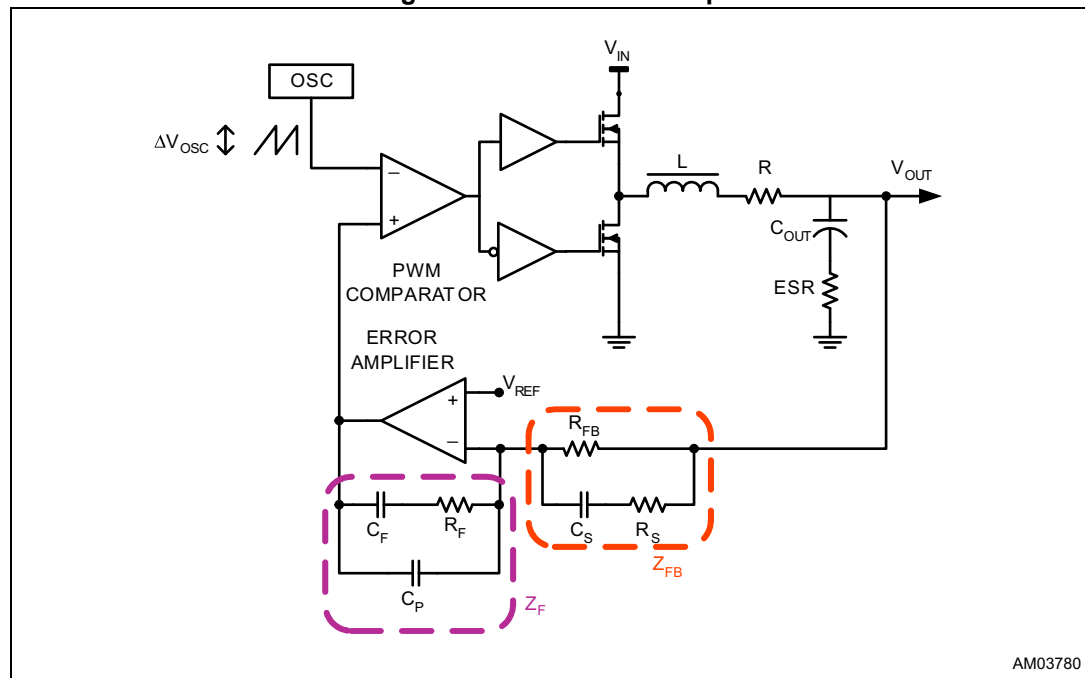 V_IN
OSC
ΔV_OSC
L
R
V_OUT
C_OUT
ESR
PWM
COMPARATOR
ERROR
AMPLIFIER
V_REF
R_FB
C_S
R_S
Z_FB
C_F
R_F
C_P
Z_F
AM03780